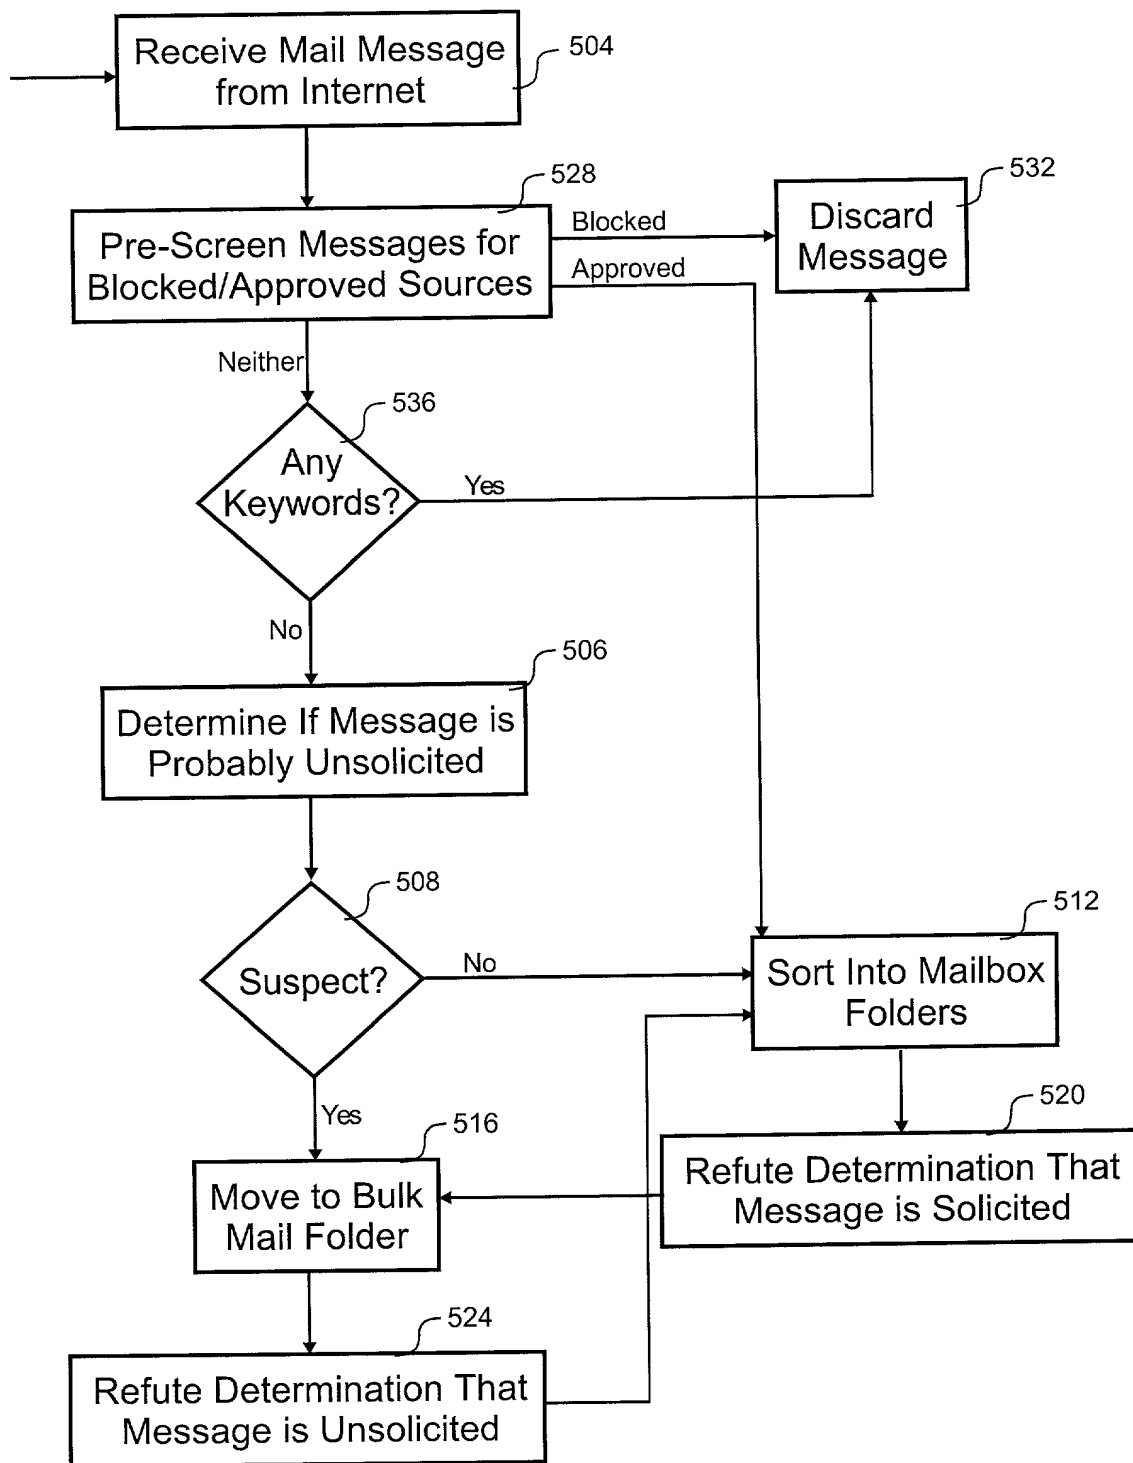 Receive Mail Message
from Internet
504
528
Pre-Screen Messages for
Blocked/Approved Sources
Blocked
Approved
532
Discard
Message
Neither
536
Any
Keywords?
Yes
No
506
Determine If Message is
Probably Unsolicited
508
Suspect?
No
512
Sort Into Mailbox
Folders
Yes
516
Move to Bulk
Mail Folder
520
Refute Determination That
Message is Solicited
524
Refute Determination That
Message is Unsolicited